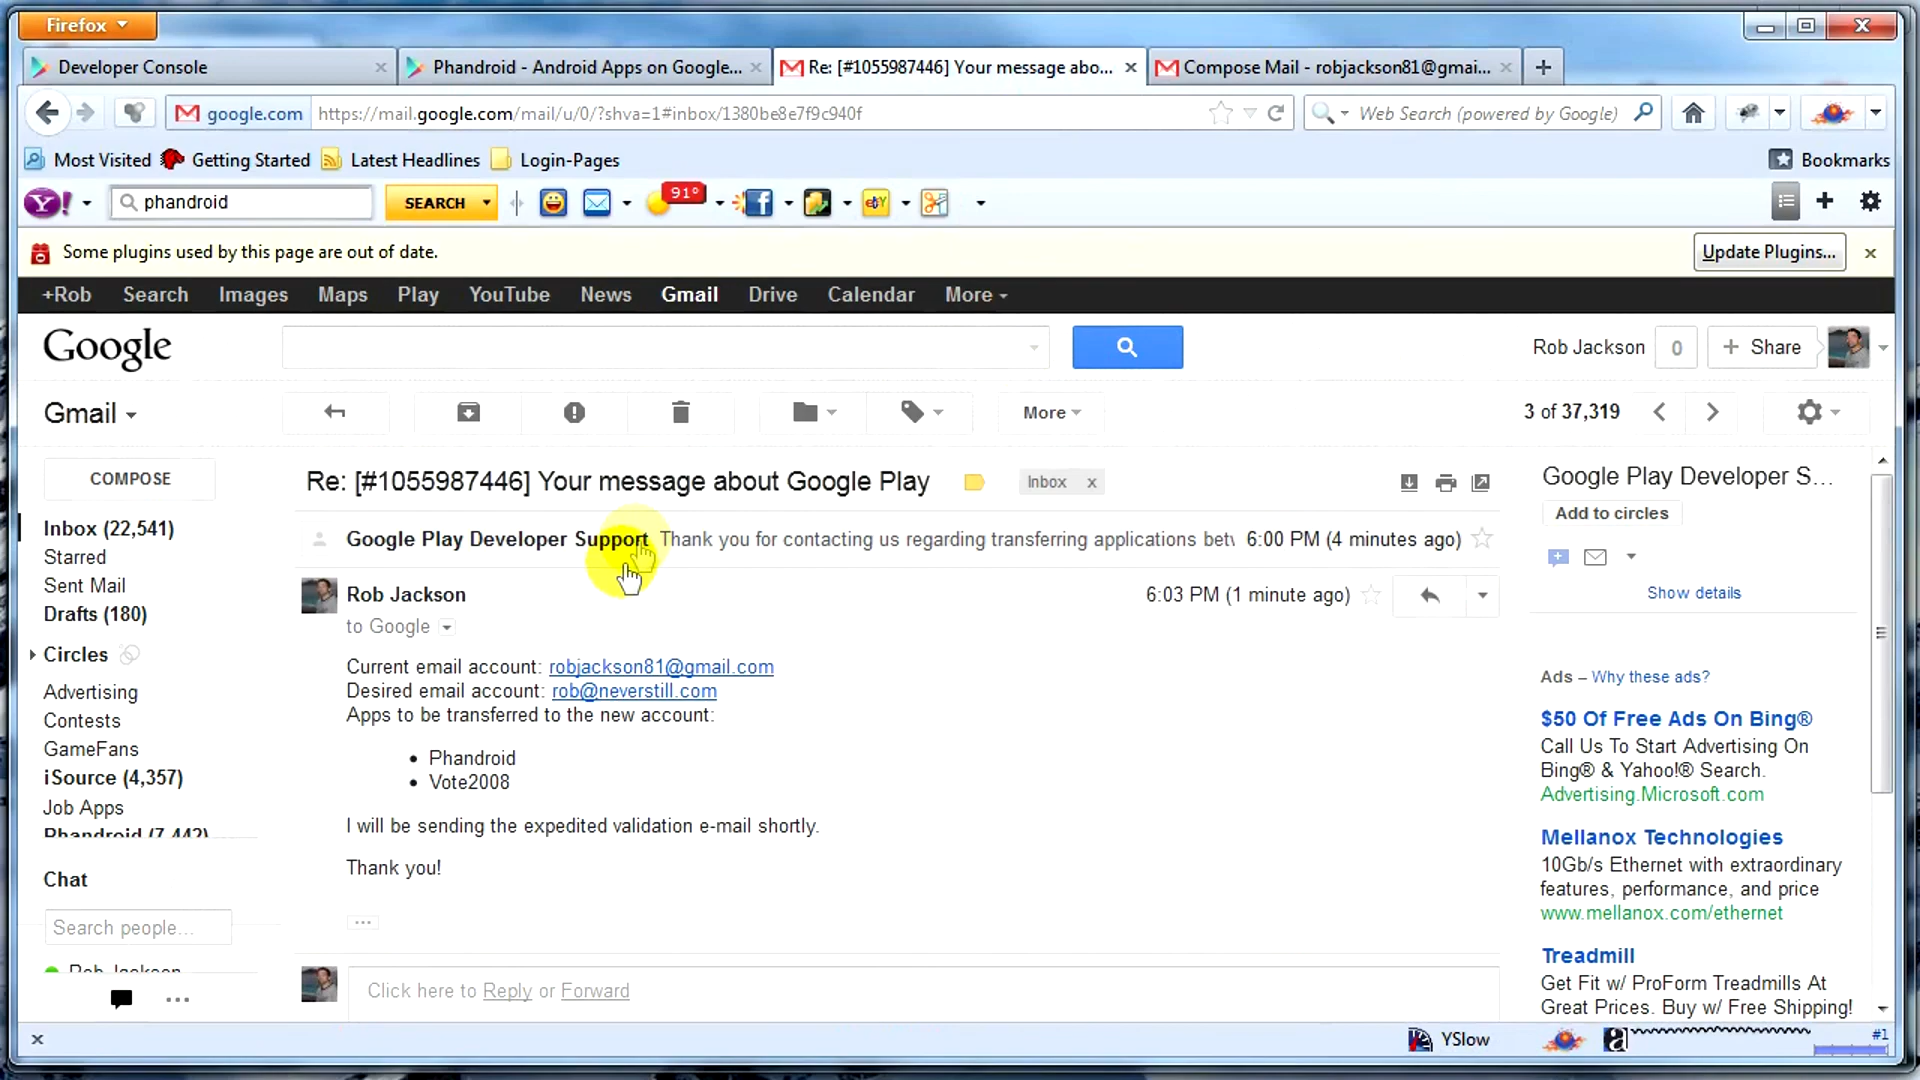 Firefox
Developer Console
Phandroid - Android Apps on Google...
Re: [#1055987446] Your message abo...
Compose Mail - robjackson81@gmai...
google.com
https://mail.google.com/mail/u/0/?shva=1#inbox/1380be8e7f9c940f
Web Search (powered by Google)
Most Visited
Getting Started
Latest Headlines
Login-Pages
Bookmarks
Y!
phandroid
SEARCH
91°
Some plugins used by this page are out of date.
Update Plugins...
+Rob Search Images Maps Play YouTube News Gmail Drive Calendar More
Google
Rob Jackson
0
+ Share
Gmail
More
3 of 37,319
COMPOSE
Inbox (22,541)
Starred
Sent Mail
Drafts (180)
Circles
Advertising
Contests
GameFans
iSource (4,357)
Job Apps
Phandroid (7,442)
Chat
Search people...
Rob Jackson
Re: [#1055987446] Your message about Google Play
Inbox x
Google Play Developer Support Thank you for contacting us regarding transferring applications betw 6:00 PM (4 minutes ago)
Rob Jackson
6:03 PM (1 minute ago)
to Google
Current email account: robjackson81@gmail.com
Desired email account: rob@neverstill.com
Apps to be transferred to the new account:
• Phandroid
• Vote2008
I will be sending the expedited validation e-mail shortly.
Thank you!
...
Click here to Reply or Forward
Google Play Developer S...
Add to circles
Show details
Ads – Why these ads?
$50 Of Free Ads On Bing®
Call Us To Start Advertising On
Bing® & Yahoo!® Search.
Advertising.Microsoft.com
Mellanox Technologies
10Gb/s Ethernet with extraordinary
features, performance, and price
www.mellanox.com/ethernet
Treadmill
Get Fit w/ ProForm Treadmills At
Great Prices. Buy w/ Free Shipping!
YSlow
a
#1